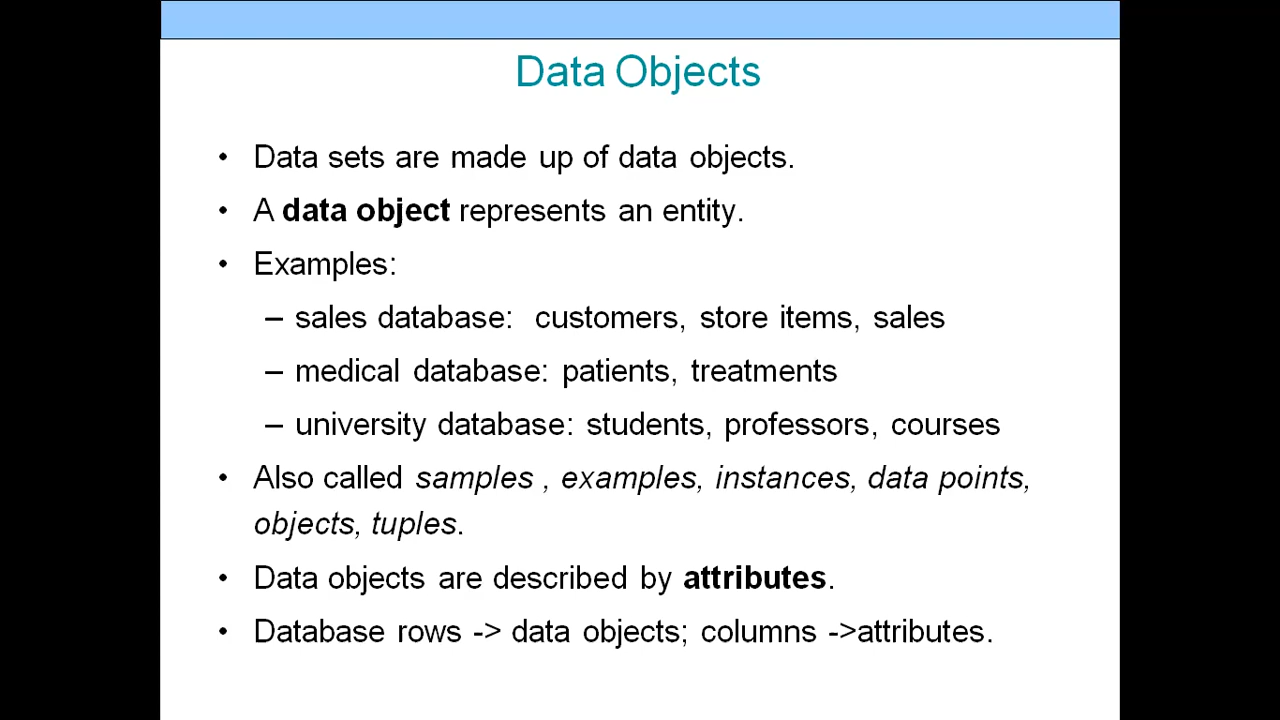 Data Objects
• Data sets are made up of data objects.
• A data object represents an entity.
• Examples:
– sales database:  customers, store items, sales
– medical database: patients, treatments
– university database: students, professors, courses
• Also called samples , examples, instances, data points,
objects, tuples.
• Data objects are described by attributes.
• Database rows -> data objects; columns ->attributes.